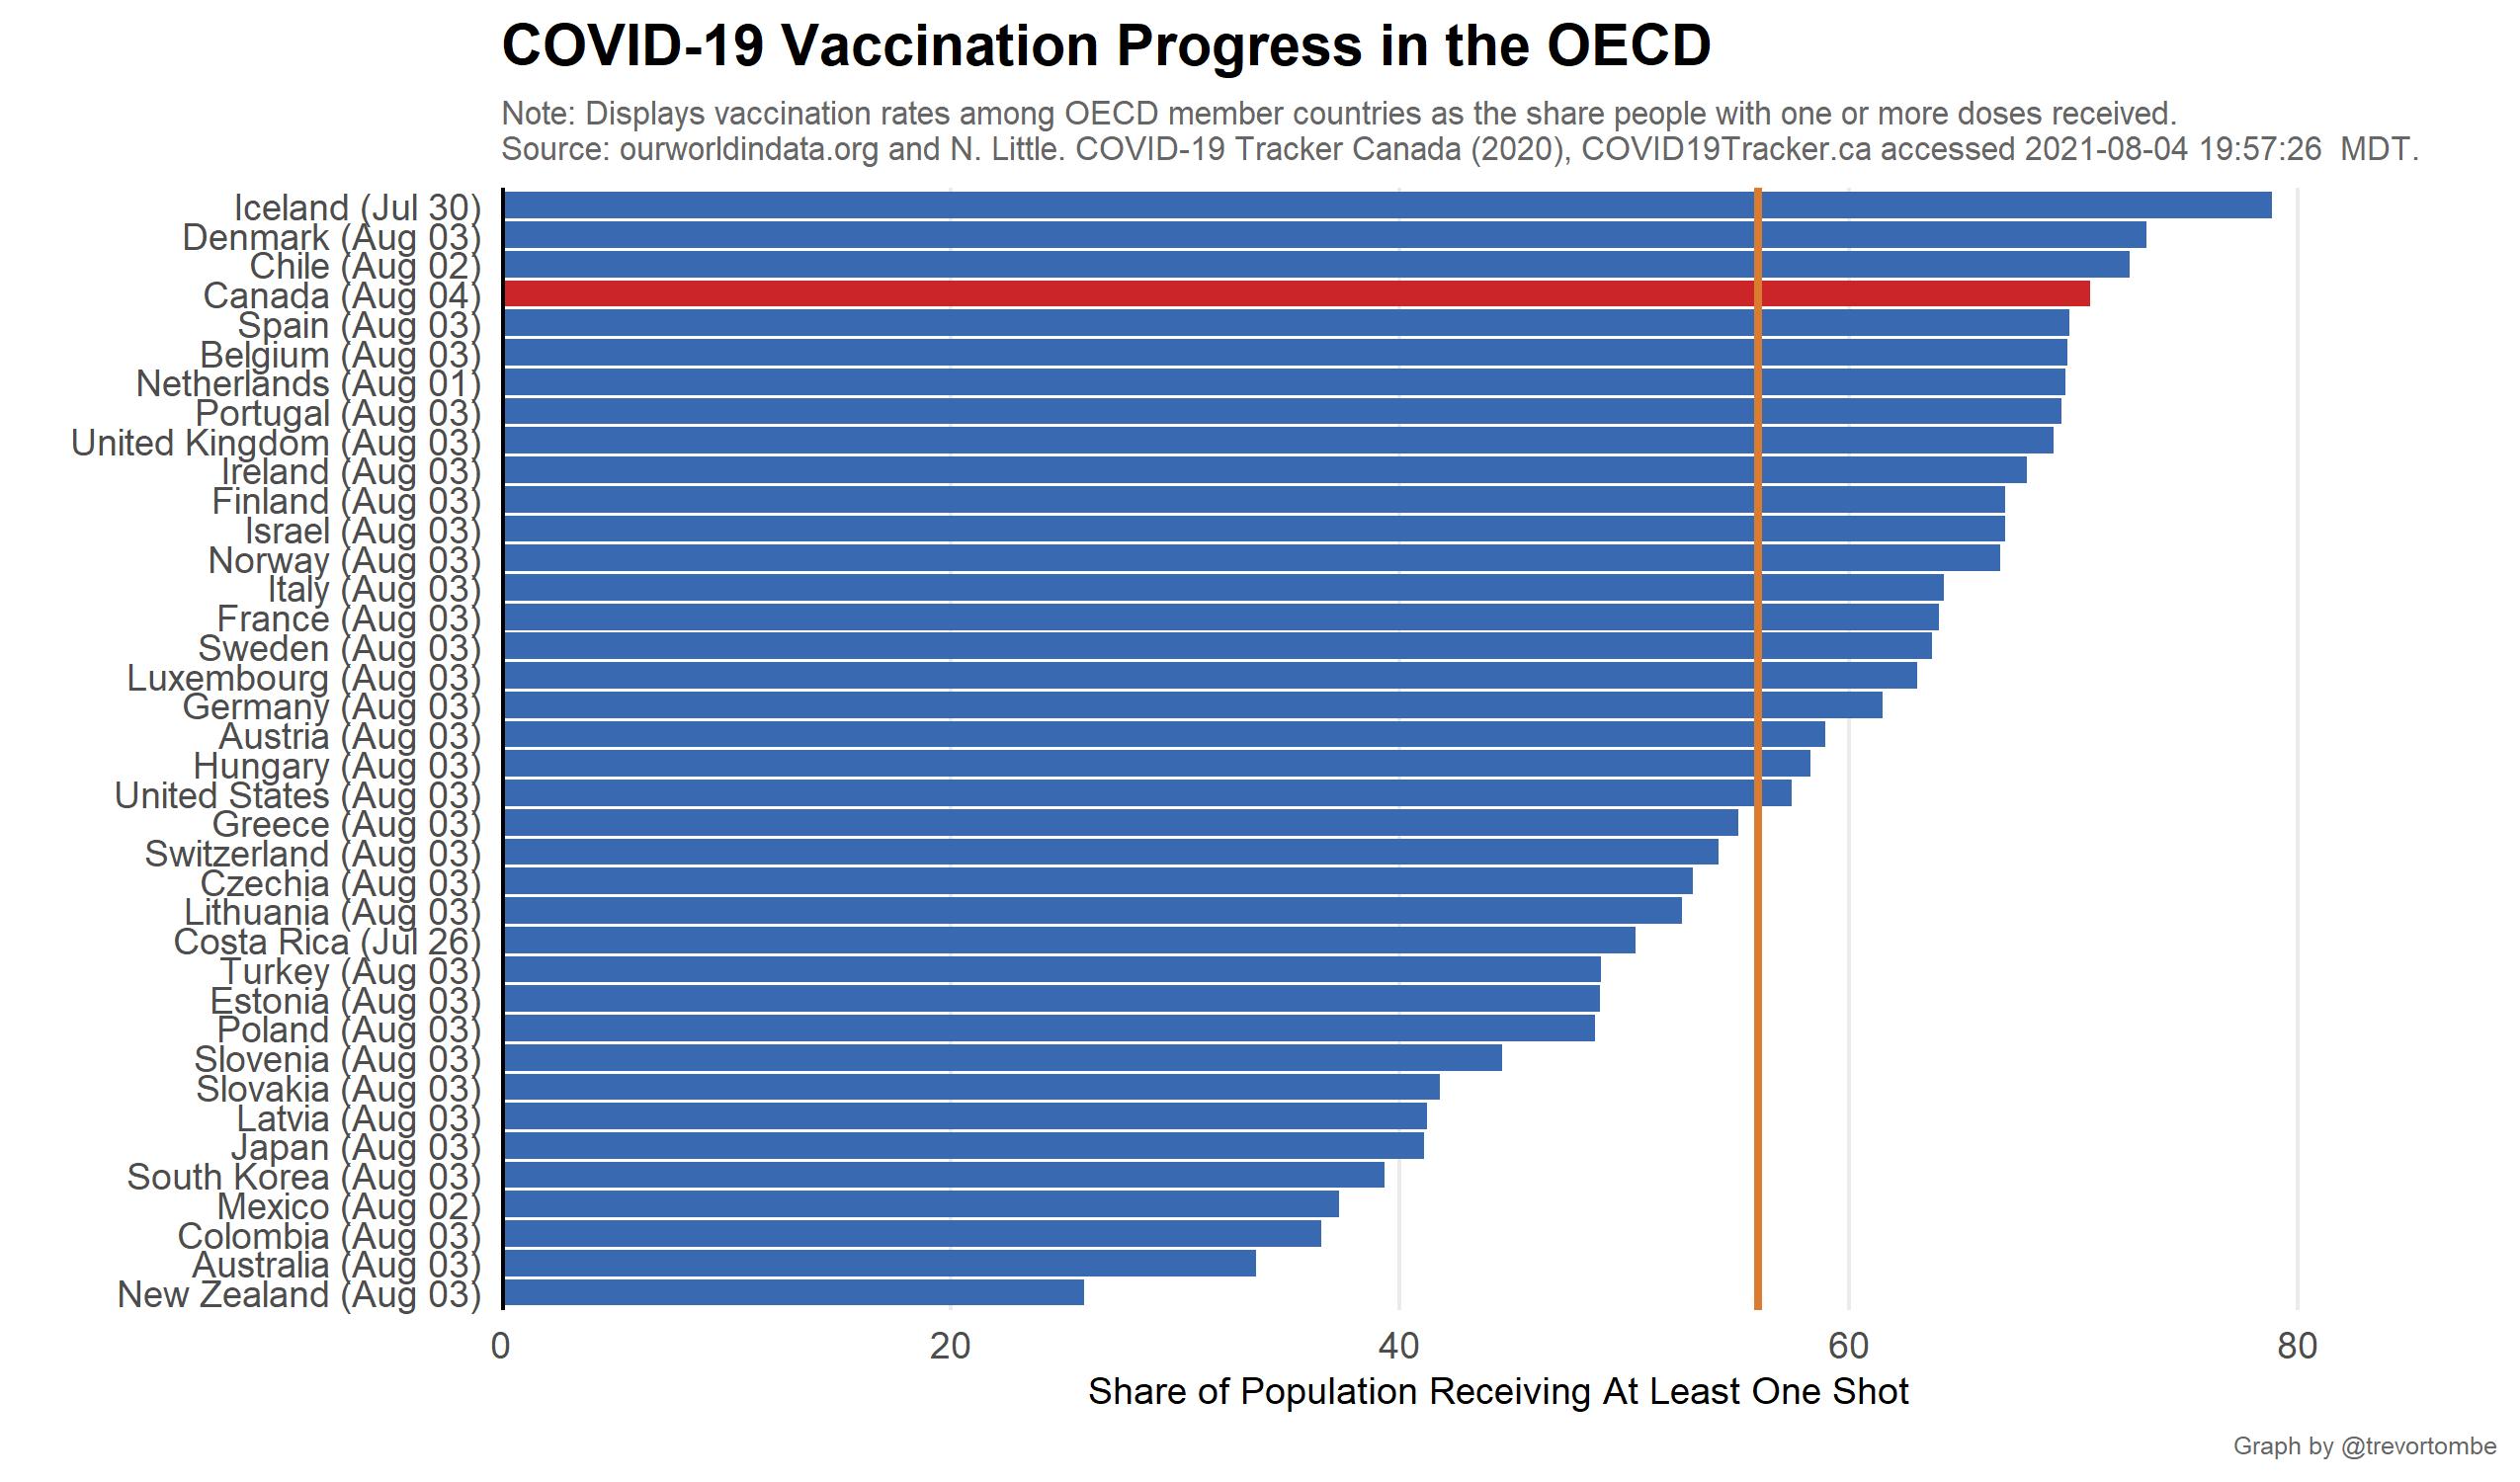 COVID-19 Vaccination Progress in the OECD
Note: Displays vaccination rates among OECD member countries as the share people with one or more doses received.
Source: ourworldindata.org and N. Little. COVID-19 Tracker Canada (2020), COVID19Tracker.ca accessed 2021-08-04 19:57:26  MDT.
Iceland (Jul 30)
Denmark (Aug 03)
Chile (Aug 02)
Canada (Aug 04)
Spain (Aug 03)
Belgium (Aug 03)
Netherlands (Aug 01)
Portugal (Aug 03)
United Kingdom (Aug 03)
Ireland (Aug 03)
Finland (Aug 03)
Israel (Aug 03)
Norway (Aug 03)
Italy (Aug 03)
France (Aug 03)
Sweden (Aug 03)
Luxembourg (Aug 03)
Germany (Aug 03)
Austria (Aug 03)
Hungary (Aug 03)
United States (Aug 03)
Greece (Aug 03)
Switzerland (Aug 03)
Czechia (Aug 03)
Lithuania (Aug 03)
Costa Rica (Jul 26)
Turkey (Aug 03)
Estonia (Aug 03)
Poland (Aug 03)
Slovenia (Aug 03)
Slovakia (Aug 03)
Latvia (Aug 03)
Japan (Aug 03)
South Korea (Aug 03)
Mexico (Aug 02)
Colombia (Aug 03)
Australia (Aug 03)
New Zealand (Aug 03)
0 20 40 60 80
Share of Population Receiving At Least One Shot
Graph by @trevortombe